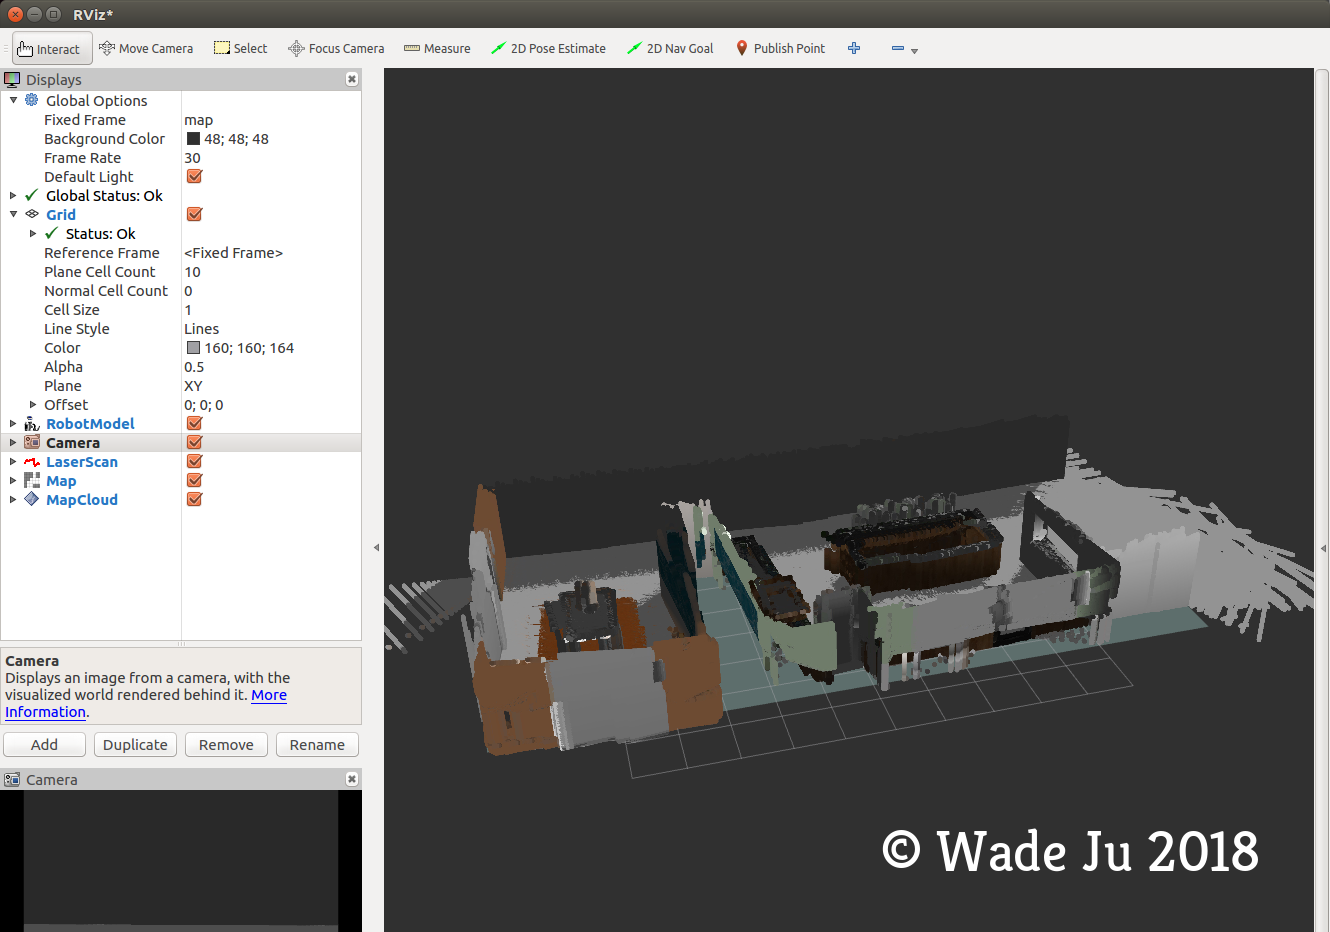 RViz*
Interact Move Camera Select Focus Camera Measure 2D Pose Estimate 2D Nav Goal Publish Point
Displays
Global Options
Fixed Frame map
Background Color 48; 48; 48
Frame Rate 30
Default Light
Global Status: Ok
Grid
Status: Ok
Reference Frame <Fixed Frame>
Plane Cell Count 10
Normal Cell Count 0
Cell Size 1
Line Style Lines
Color 160; 160; 164
Alpha 0.5
Plane XY
Offset 0; 0; 0
RobotModel
Camera
LaserScan
Map
MapCloud
Camera
Displays an image from a camera, with the
visualized world rendered behind it. More
Information.
Add Duplicate Remove Rename
Camera
© Wade Ju 2018